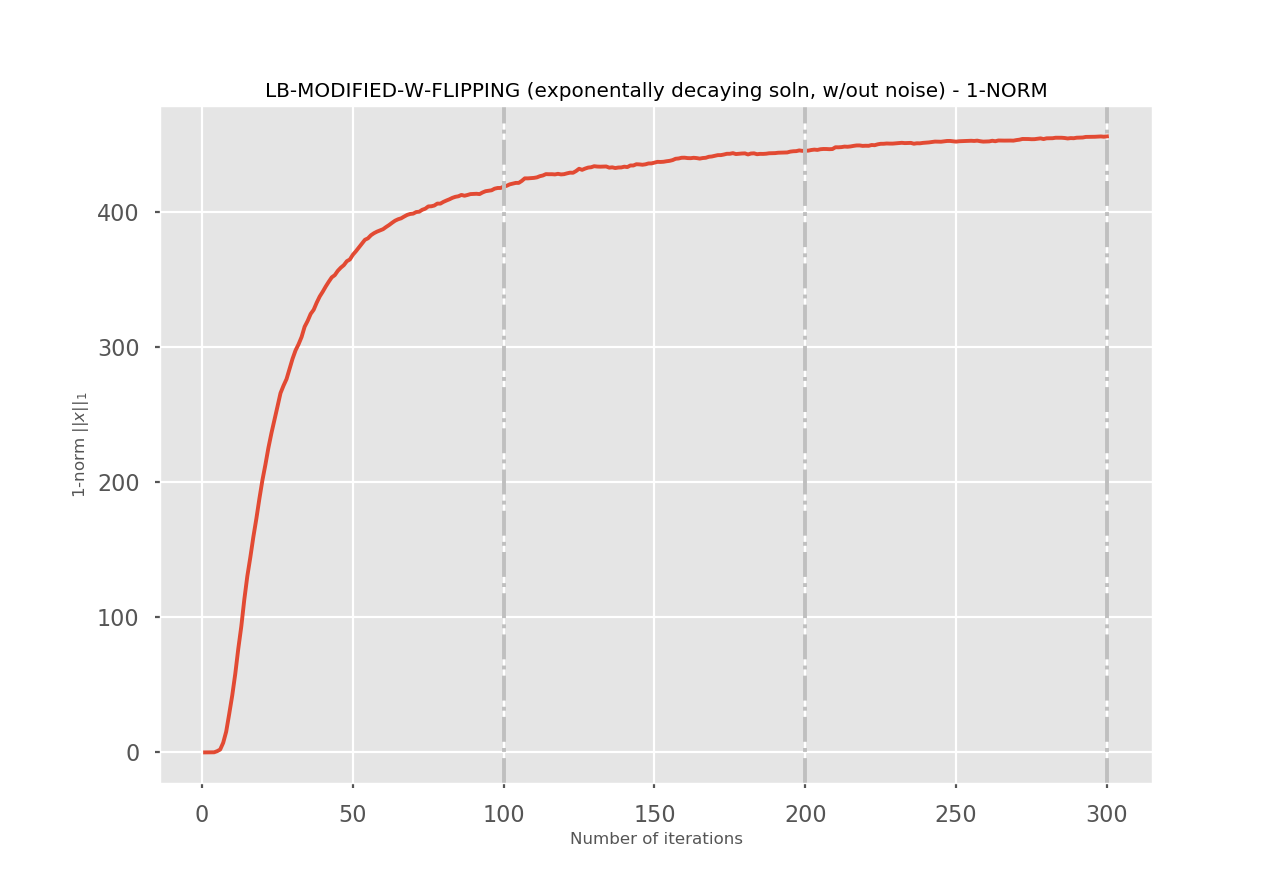 LB-MODIFIED-W-FLIPPING (exponentially decaying soln, w/out noise) - 1-NORM
1-norm ||x||₁
400
300
200
100
0
0 50 100 150 200 250 300
Number of iterations